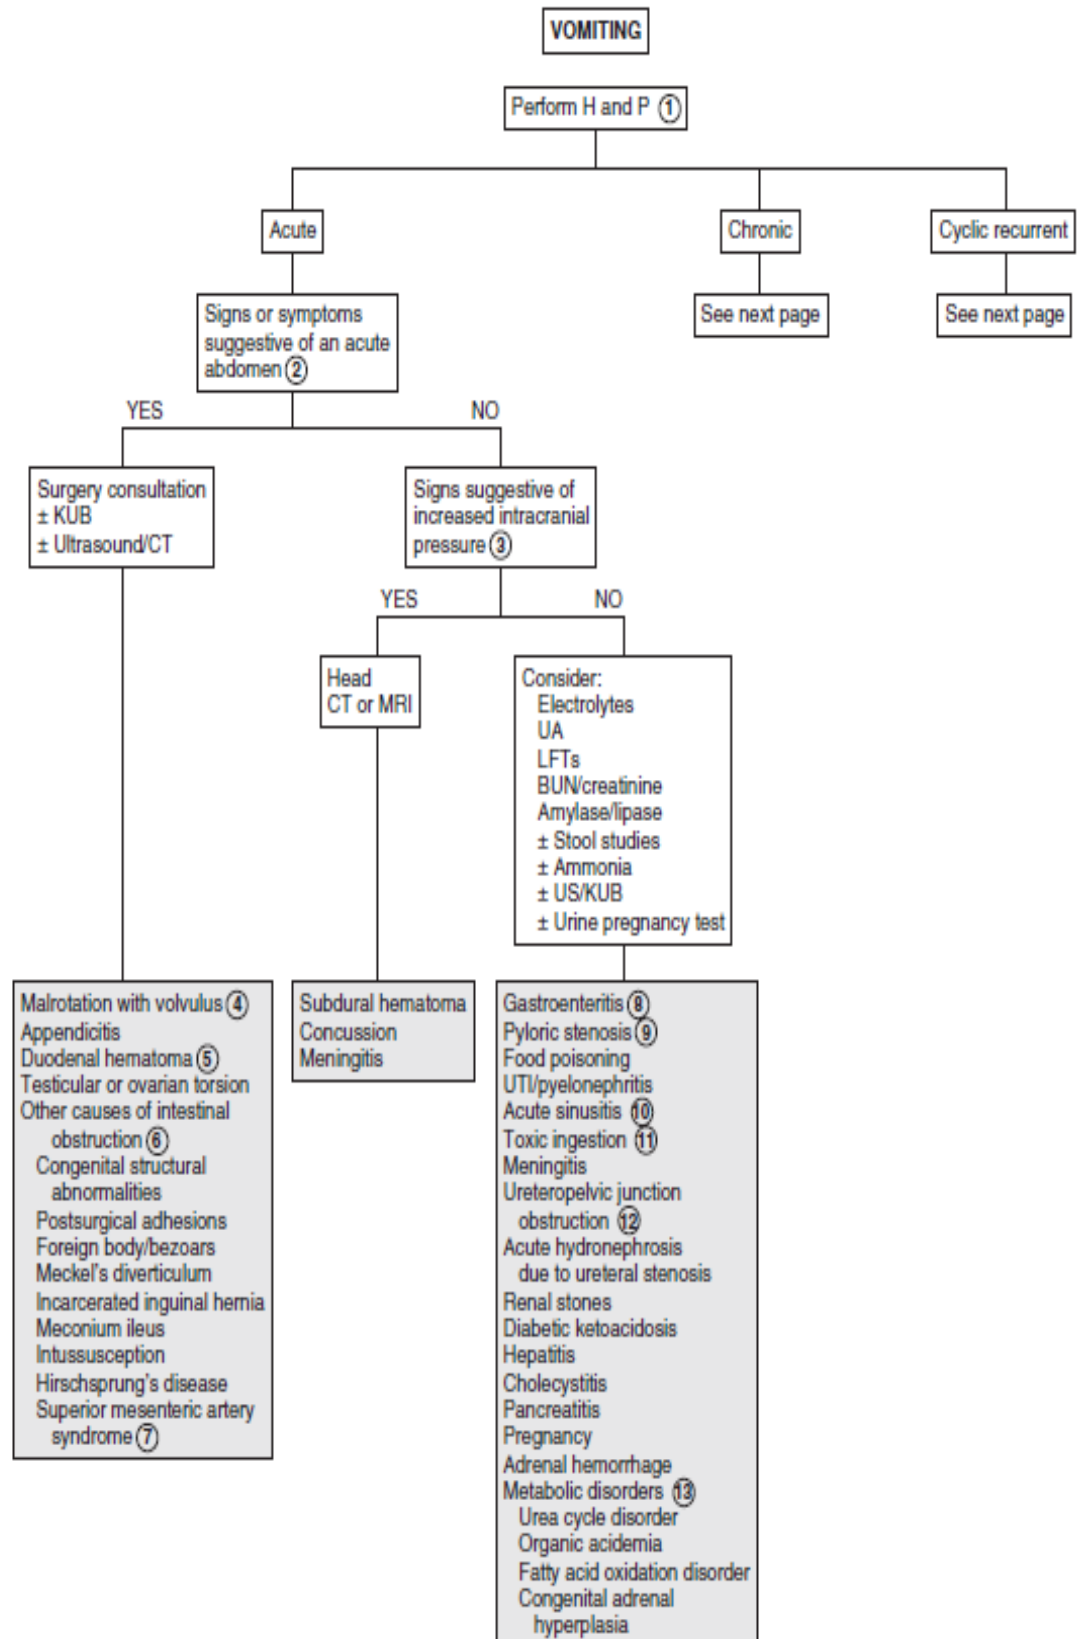 VOMITING
Perform H and P ①
Acute
Chronic
Cyclic recurrent
Signs or symptoms
suggestive of an acute
abdomen ②
See next page
See next page
YES
NO
Surgery consultation
± KUB
± Ultrasound/CT
Signs suggestive of
increased intracranial
pressure ③
YES
NO
Head
CT or MRI
Consider:
Electrolytes
UA
LFTs
BUN/creatinine
Amylase/lipase
± Stool studies
± Ammonia
± US/KUB
± Urine pregnancy test
Malrotation with volvulus ④
Appendicitis
Duodenal hematoma ⑤
Testicular or ovarian torsion
Other causes of intestinal
obstruction ⑥
Congenital structural
abnormalities
Postsurgical adhesions
Foreign body/bezoars
Meckel's diverticulum
Incarcerated inguinal hernia
Meconium ileus
Intussusception
Hirschsprung's disease
Superior mesenteric artery
syndrome ⑦
Subdural hematoma
Concussion
Meningitis
Gastroenteritis ⑧
Pyloric stenosis ⑨
Food poisoning
UTI/pyelonephritis
Acute sinusitis ⑩
Toxic ingestion ⑪
Meningitis
Ureteropelvic junction
obstruction ⑫
Acute hydronephrosis
due to ureteral stenosis
Renal stones
Diabetic ketoacidosis
Hepatitis
Cholecystitis
Pancreatitis
Pregnancy
Adrenal hemorrhage
Metabolic disorders ⑬
Urea cycle disorder
Organic acidemia
Fatty acid oxidation disorder
Congenital adrenal
hyperplasia